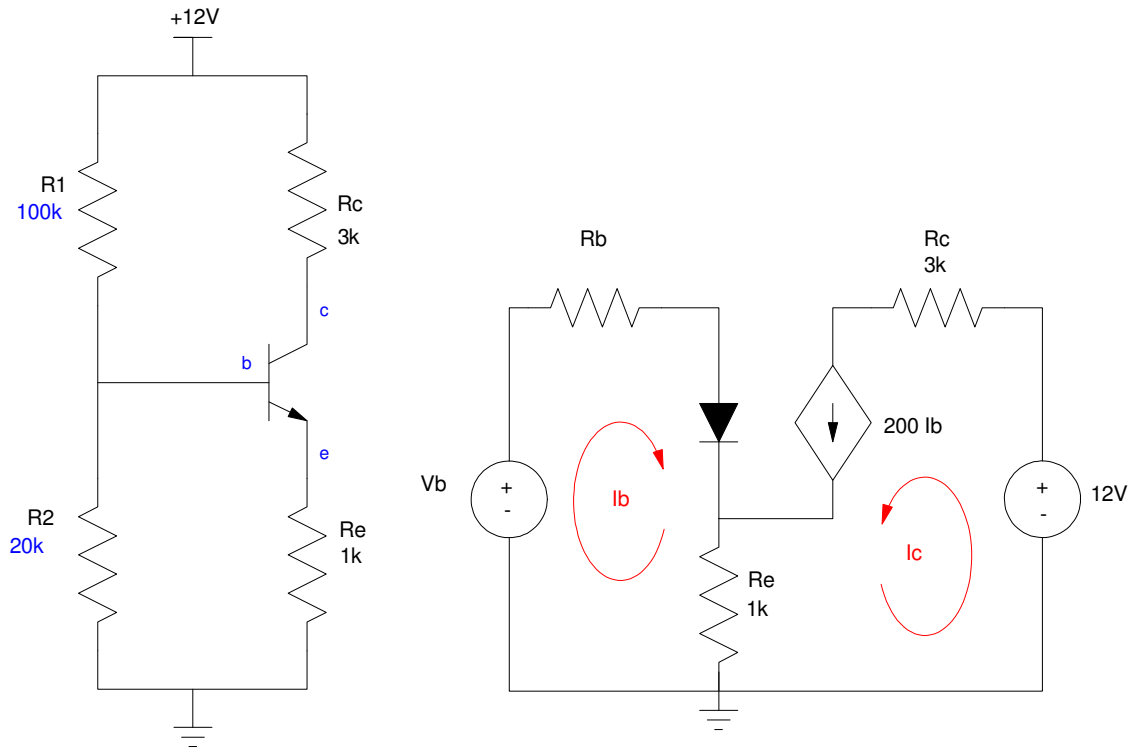 +12V
R1
100k
Rc
3k
c
b
e
R2
20k
Re
1k
Rb
Rc
3k
200 Ib
Vb
+
-
Ib
Ic
+
-
12V
Re
1k